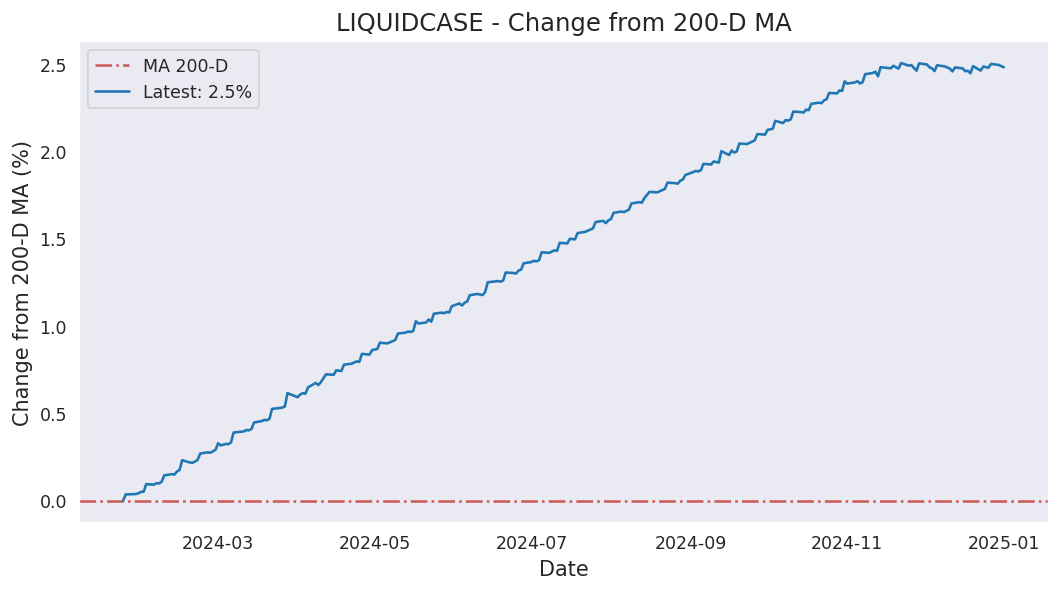 LIQUIDCASE - Change from 200-D MA
MA 200-D
Latest: 2.5%
Change from 200-D MA (%)
2.5
2.0
1.5
1.0
0.5
0.0
2024-03
2024-05
2024-07
2024-09
2024-11
2025-01
Date